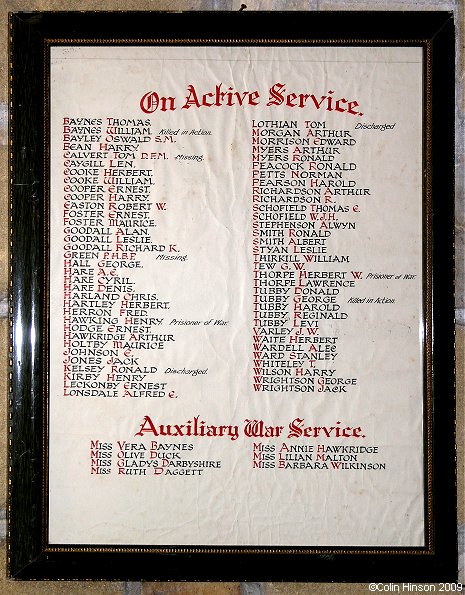 On Active Service.
Baynes Thomas.
Baynes William. Killed in Action.
Bayley Oswald S.M.
Bean Harry
Calvert Tom D.F.M. Missing.
Caygill Len.
Cooke Herbert.
Cooke William.
Cooper Ernest.
Cooper Harry.
Easton Robert W.
Foster Ernest.
Foster Maurice.
Goodall Alan.
Goodall Leslie.
Goodall Richard K.
Green P.H.B.P. Missing.
Hall George.
Hare A.E.
Hare Cyril.
Hare Denis.
Harland Chris.
Hartley Herbert.
Herron Fred.
Hawking Henry. Prisoner of War.
Hodge Ernest.
Hawkridge Arthur
Holtby Maurice
Johnson E.
Jones Jack
Kelsey Ronald Discharged.
Kirby Henry
Leckonby Ernest
Lonsdale Alfred E.
Lothian Tom Discharged
Morgan Arthur
Morrison Edward
Myers Arthur
Myers Ronald
Peacock Ronald
Petts Norman
Pearson Harold
Richardson Arthur
Richardson R.
Schofield Thomas E.
Schofield W.J.H.
Stephenson Alwyn
Smith Ronald
Smith Albert
Styan Leslie
Thirkill William
Tew G.W.
Thorpe Herbert W. Prisoner of War.
Thorpe Lawrence
Tubby Donald
Tubby George Killed in Action.
Tubby Harold
Tubby Reginald
Tubby Levi
Varley J.W.
Waite Herbert
Wardell Alec
Ward Stanley
Whiteley T.
Wilson Harry
Wrightson George
Wrightson Jack
Auxiliary War Service.
Miss Vera Baynes
Miss Olive Duck
Miss Gladys Darbyshire
Miss Ruth Daggett
Miss Annie Hawkridge
Miss Lilian Malton
Miss Barbara Wilkinson
©Colin Hinson 2009